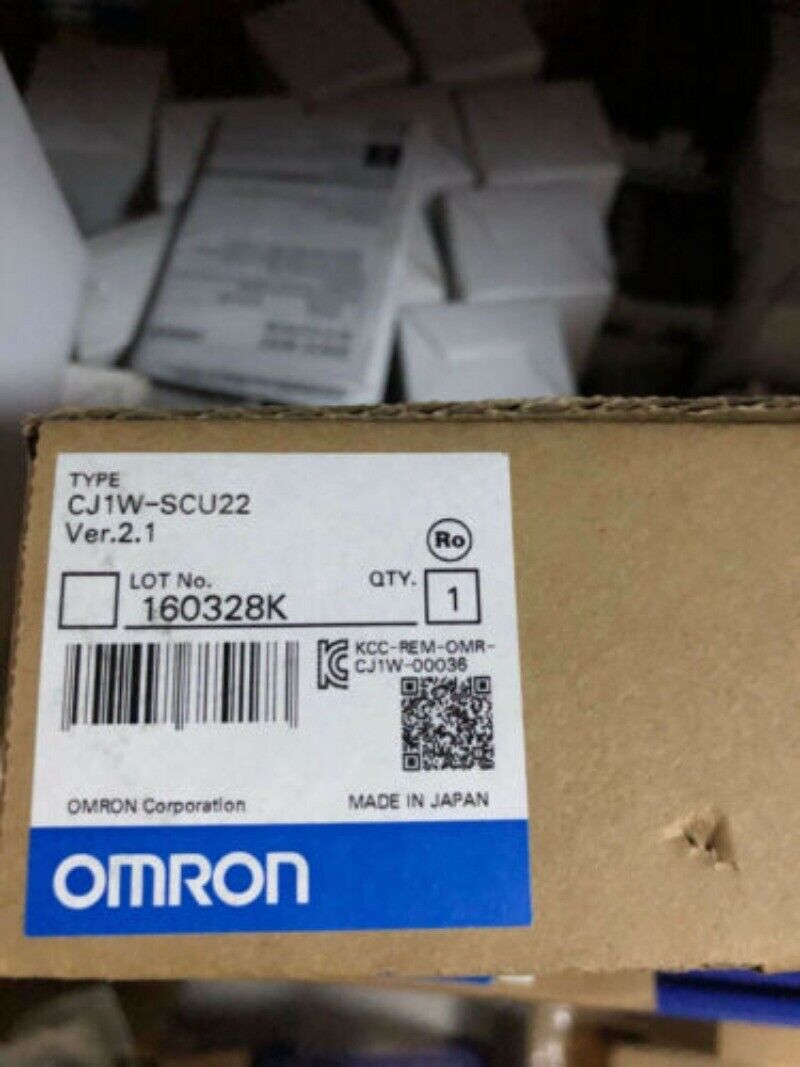 TYPE
CJ1W-SCU22
Ver.2.1
Ro
LOT No.
160328K
QTY.
1
KCC-REM-OMR-
CJ1W-00036
OMRON Corporation
MADE IN JAPAN
OMRON